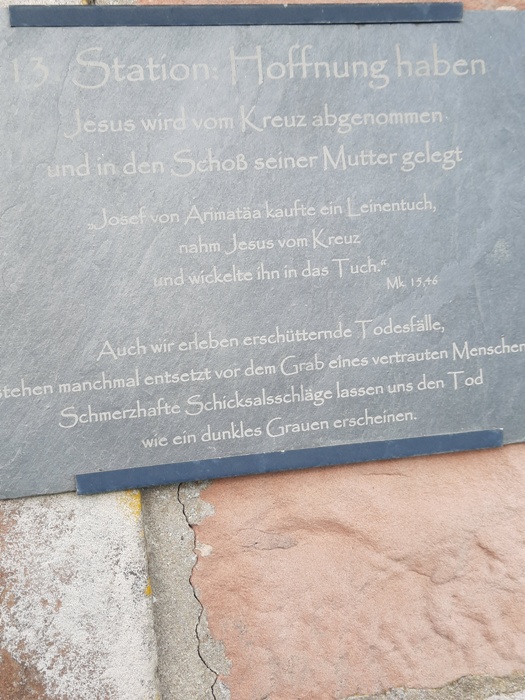 13. Station: Hoffnung haben
Jesus wird vom Kreuz abgenommen
und in den Schoß seiner Mutter gelegt
„Josef von Arimatäa kaufte ein Leinentuch,
nahm Jesus vom Kreuz
und wickelte ihn in das Tuch.“
Mk. 15,46
Auch wir erleben erschütternde Todesfälle,
stehen manchmal entsetzt vor dem Grab eines vertrauten Menschen
Schmerzhafte Schicksalsschläge lassen uns den Tod
wie ein dunkles Grauen erscheinen.